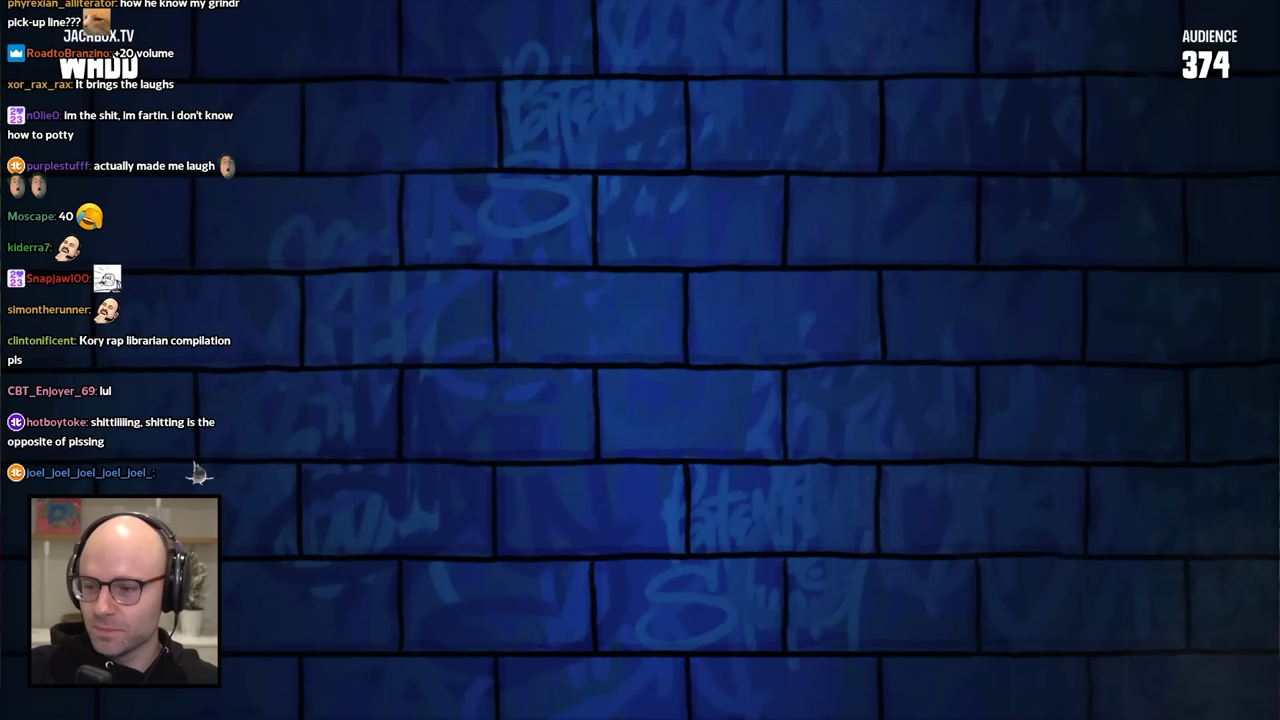 phyrexian_alliterator: how he know my grindr
pick-up line???
JACKBOX.TV
WADD
AUDIENCE
374
RoadtoBranzino: +20 volume
xor_rax_rax: It brings the laughs
n0lie0: Im the shit, im fartin. I don't know
how to potty
purplestufff: actually made me laugh
Moscape: 40
kiderra7:
Snapjaw100:
simontherunner:
clintonificent: Kory rap librarian compilation
pls
CBT_Enjoyer_69: lul
hotboytoke: shittiiiiing, shitting is the
opposite of pissing
joel_joel_joel_joel_joel_: